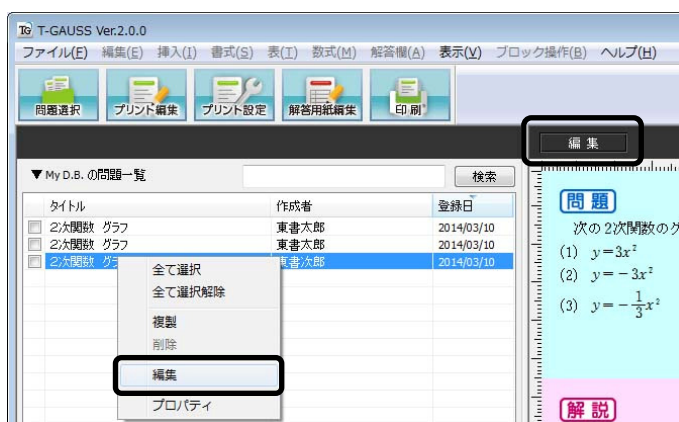 T-GAUSS Ver.2.0.0
ファイル(F) 編集(E) 挿入(I) 書式(S) 表(T) 数式(M) 解答欄(A) 表示(V) ブロック操作(B) ヘルプ(H)
問題選択 プリント編集 プリント設定 解答用紙編集 印刷
編集
▼My D.B. の問題一覧 検索
タイトル 作成者 登録日
2次関数 グラフ 東書太郎 2014/03/10
2次関数 グラフ 東書次郎 2014/03/10
2次関数 グラ 東書次郎 2014/03/10
全て選択
全て選択解除
複製
削除
編集
プロパティ
問題
次の2次関数のグ
(1) y=3x²
(2) y=−3x²
(3) y=−1/3x²
解説